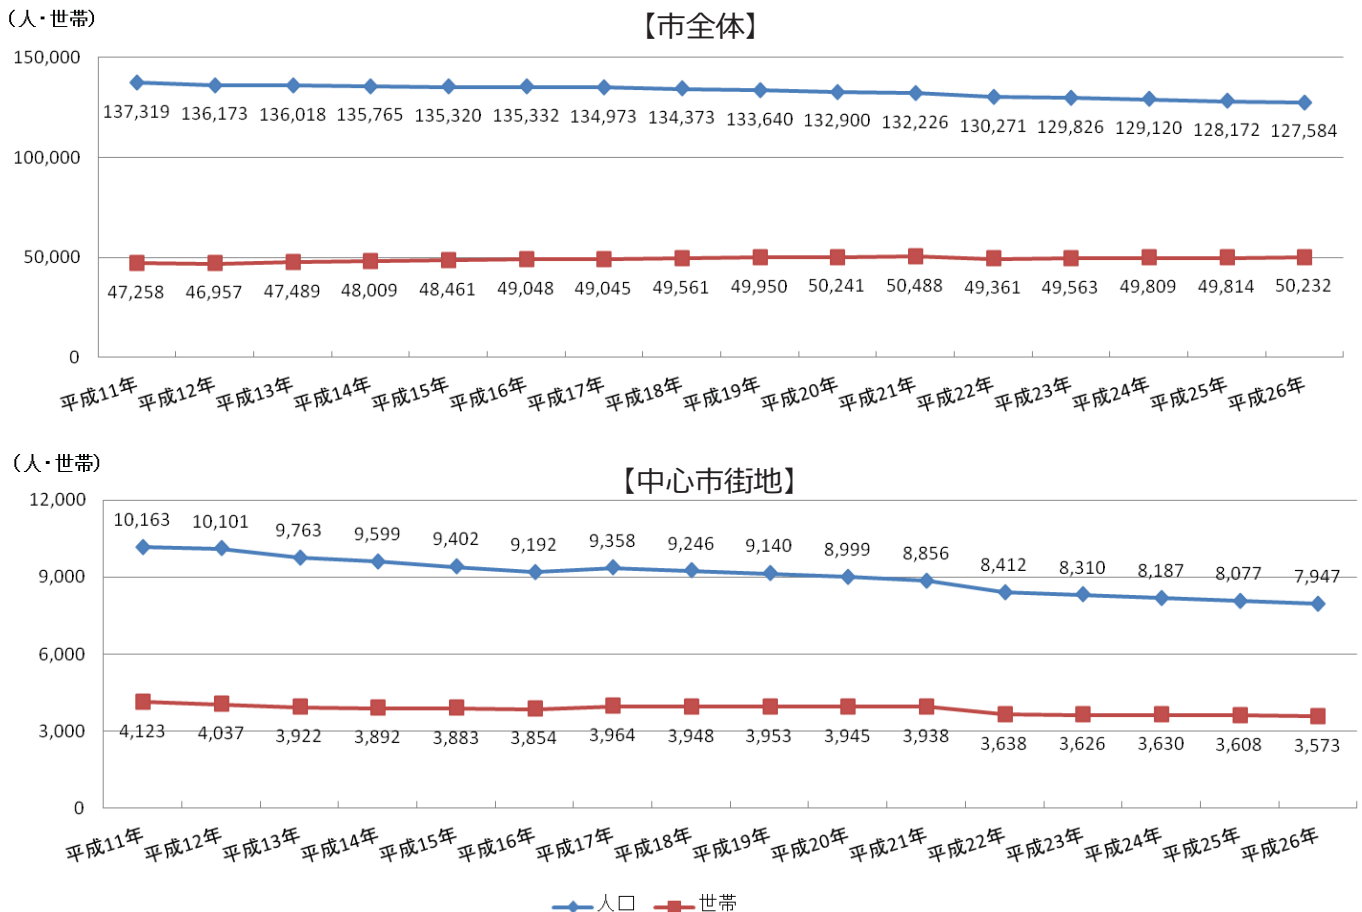 (人・世帯)
【市全体】
150,000
137,319 136,173 136,018 135,765 135,320 135,332 134,973 134,373 133,640 132,900 132,226 130,271 129,826 129,120 128,172 127,584
100,000
50,000
47,258 46,957 47,489 48,009 48,461 49,048 49,045 49,561 49,950 50,241 50,488 49,361 49,563 49,809 49,814 50,232
0
平成11年 平成12年 平成13年 平成14年 平成15年 平成16年 平成17年 平成18年 平成19年 平成20年 平成21年 平成22年 平成23年 平成24年 平成25年 平成26年
(人・世帯)
【中心市街地】
12,000
10,163 10,101 9,763 9,599 9,402 9,192 9,358 9,246 9,140 8,999 8,856 8,412 8,310 8,187 8,077 7,947
9,000
6,000
3,000
4,123 4,037 3,922 3,892 3,883 3,854 3,964 3,948 3,953 3,945 3,938 3,638 3,626 3,630 3,608 3,573
0
平成11年 平成12年 平成13年 平成14年 平成15年 平成16年 平成17年 平成18年 平成19年 平成20年 平成21年 平成22年 平成23年 平成24年 平成25年 平成26年
人口 世帯